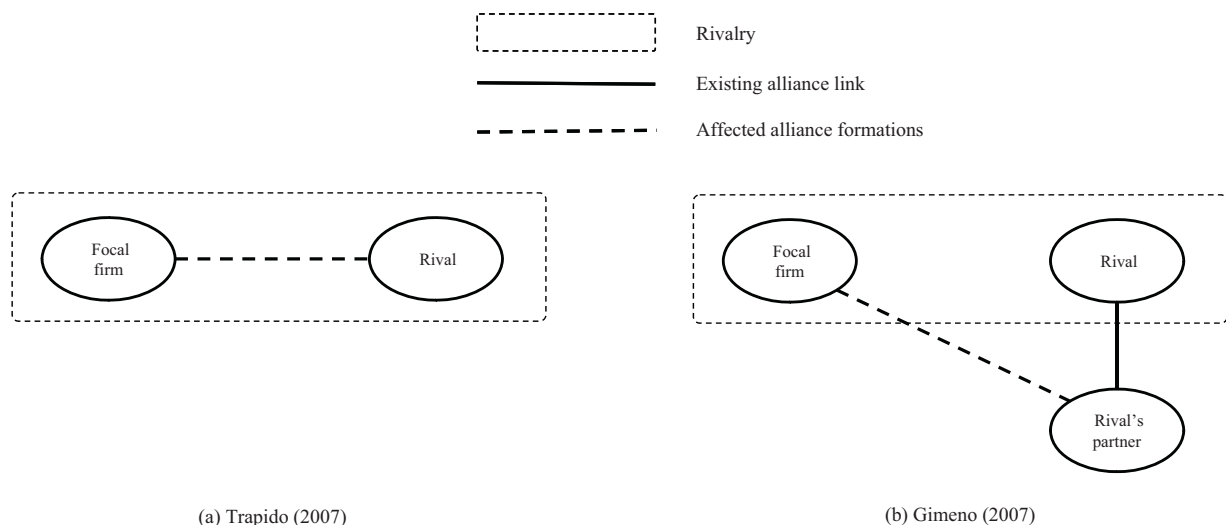 Rivalry
Existing alliance link
Affected alliance formations
Focal
firm
Rival
Focal
firm
Rival
Rival’s
partner
(a) Trapido (2007)
(b) Gimeno (2007)